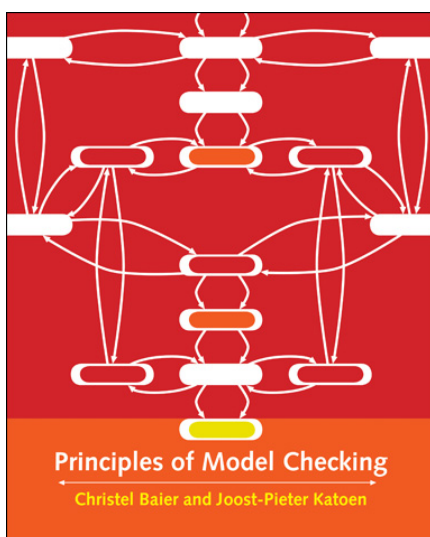 Principles of Model Checking
Christel Baier and Joost-Pieter Katoen